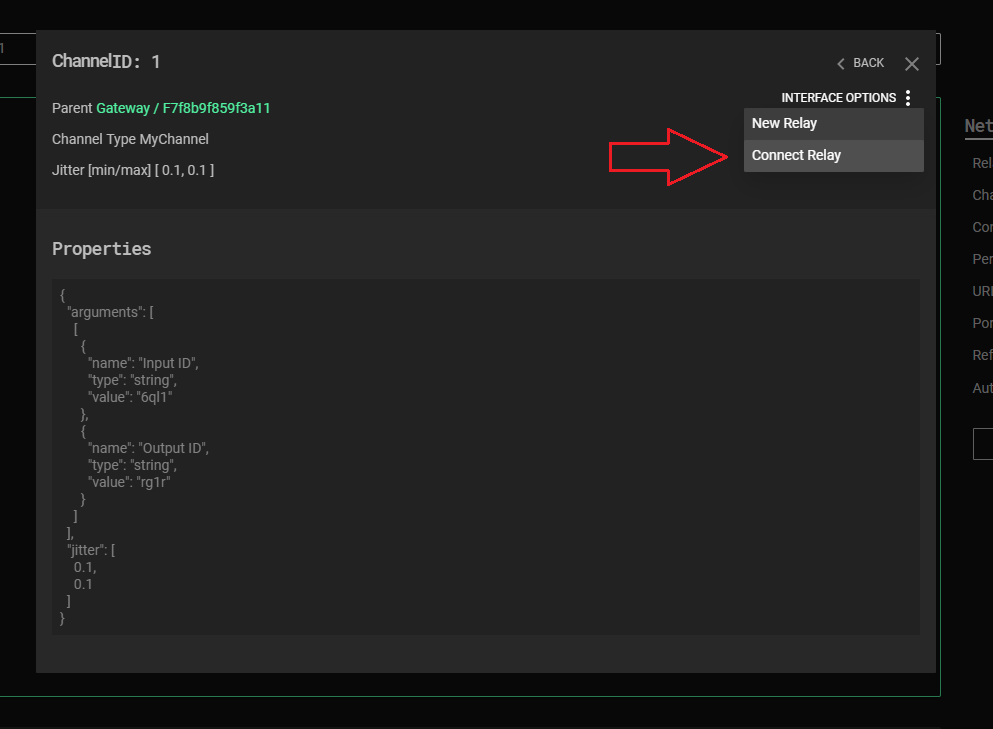 1
ChannelID: 1
BACK
Parent Gateway / F7f8b9f859f3a11
INTERFACE OPTIONS
New Relay
Connect Relay
Channel Type MyChannel
Jitter [min/max] [ 0.1, 0.1 ]
Properties
{
"arguments": [
[
{
"name": "Input ID",
"type": "string",
"value": "6ql1"
},
{
"name": "Output ID",
"type": "string",
"value": "rg1r"
}
]
],
"jitter": [
0.1,
0.1
]
}
Net
Rel
Cha
Con
Per
URI
Por
Ref
Aut